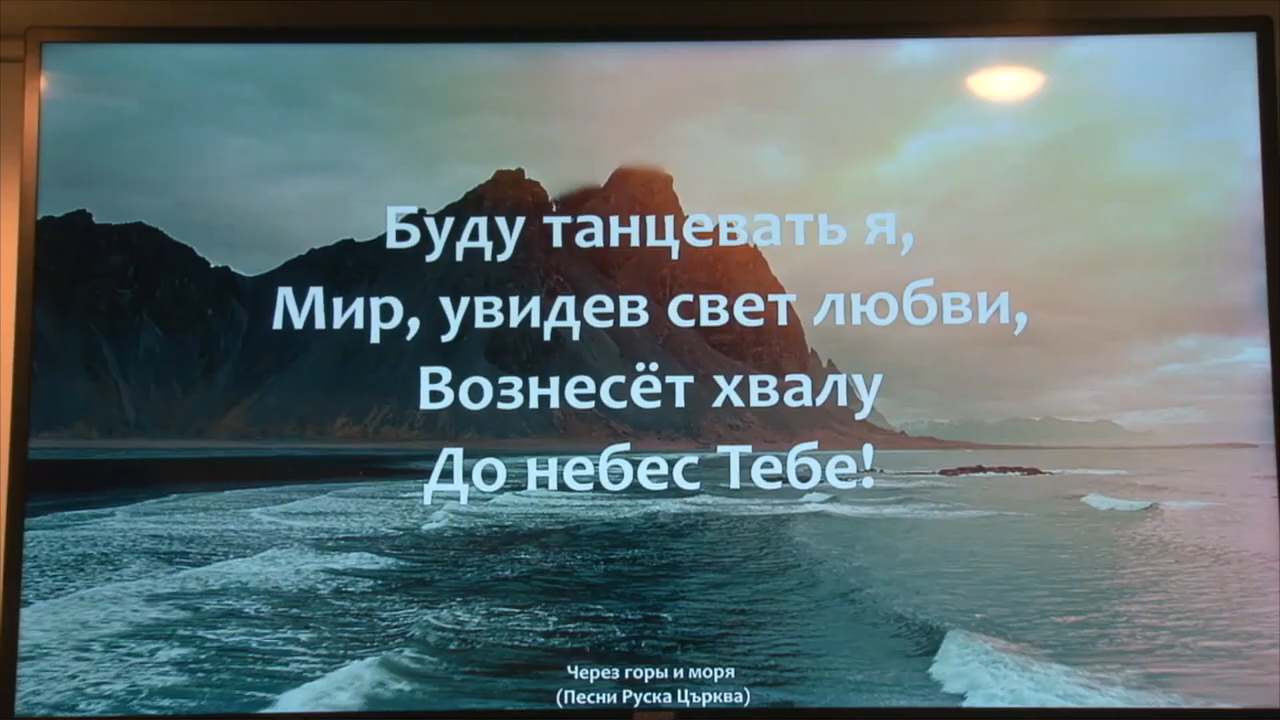 Буду танцевать я,
Мир, увидев свет любви,
Вознесёт хвалу
До небес Тебе!
Через горы и моря
(Песни Руска Църква)